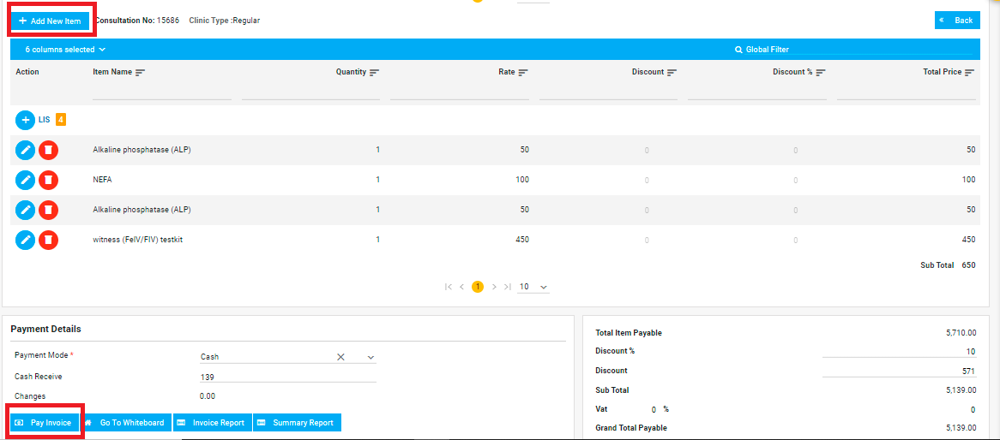 + Add New Item Consultation No: 15686 Clinic Type :Regular « Back
6 columns selected Global Filter
Action Item Name Quantity Rate Discount Discount % Total Price
+ LIS 4
Alkaline phosphatase (ALP) 1 50 0 0 50
NEFA 1 100 0 0 100
Alkaline phosphatase (ALP) 1 50 0 0 50
witness (FelV/FIV) testkit 1 450 0 0 450
Sub Total 650
1 10
Payment Details
Payment Mode * Cash
Cash Receive 139
Changes 0.00
Pay Invoice Go To Whiteboard Invoice Report Summary Report
Total Item Payable 5,710.00
Discount % 10
Discount 571
Sub Total 5,139.00
Vat 0 % 0
Grand Total Payable 5,139.00